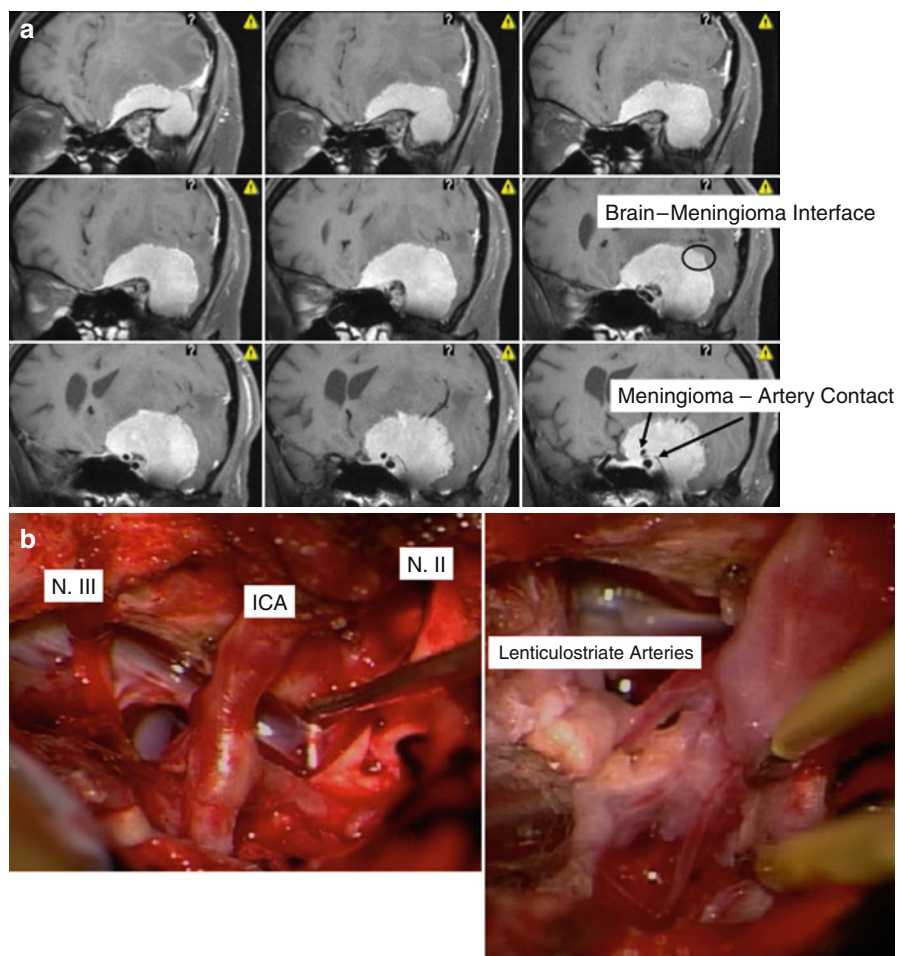 a
?
!
?
!
?
!
?
!
?
!
?
!
Brain–Meningioma Interface
?
!
?
!
?
!
Meningioma – Artery Contact
b
N. III
ICA
N. II
Lenticulostriate Arteries